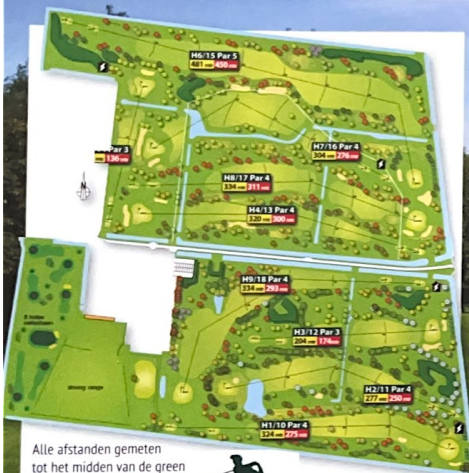 H6/15 Par 5
481 450
Par 3
136
H7/16 Par 4
304 276
H8/17 Par 4
334 311
H4/13 Par 4
320 300
N
H9/18 Par 4
334 293
H3/12 Par 3
204 174
H2/11 Par 4
277 250
driving range
H1/10 Par 4
324 275
Alle afstanden gemeten
tot het midden van de green